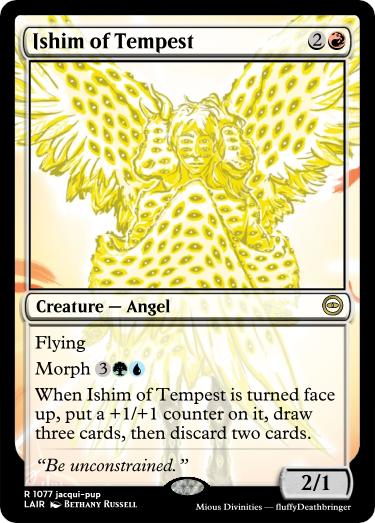 Ishim of Tempest 2
Creature — Angel
Flying
Morph 3
When Ishim of Tempest is turned face
up, put a +1/+1 counter on it, draw
three cards, then discard two cards.
“Be unconstrained.”
2/1
R 1077 jacqui-pup
LAIR Bethany Russell
Mious Divinities — fluffyDeathbringer